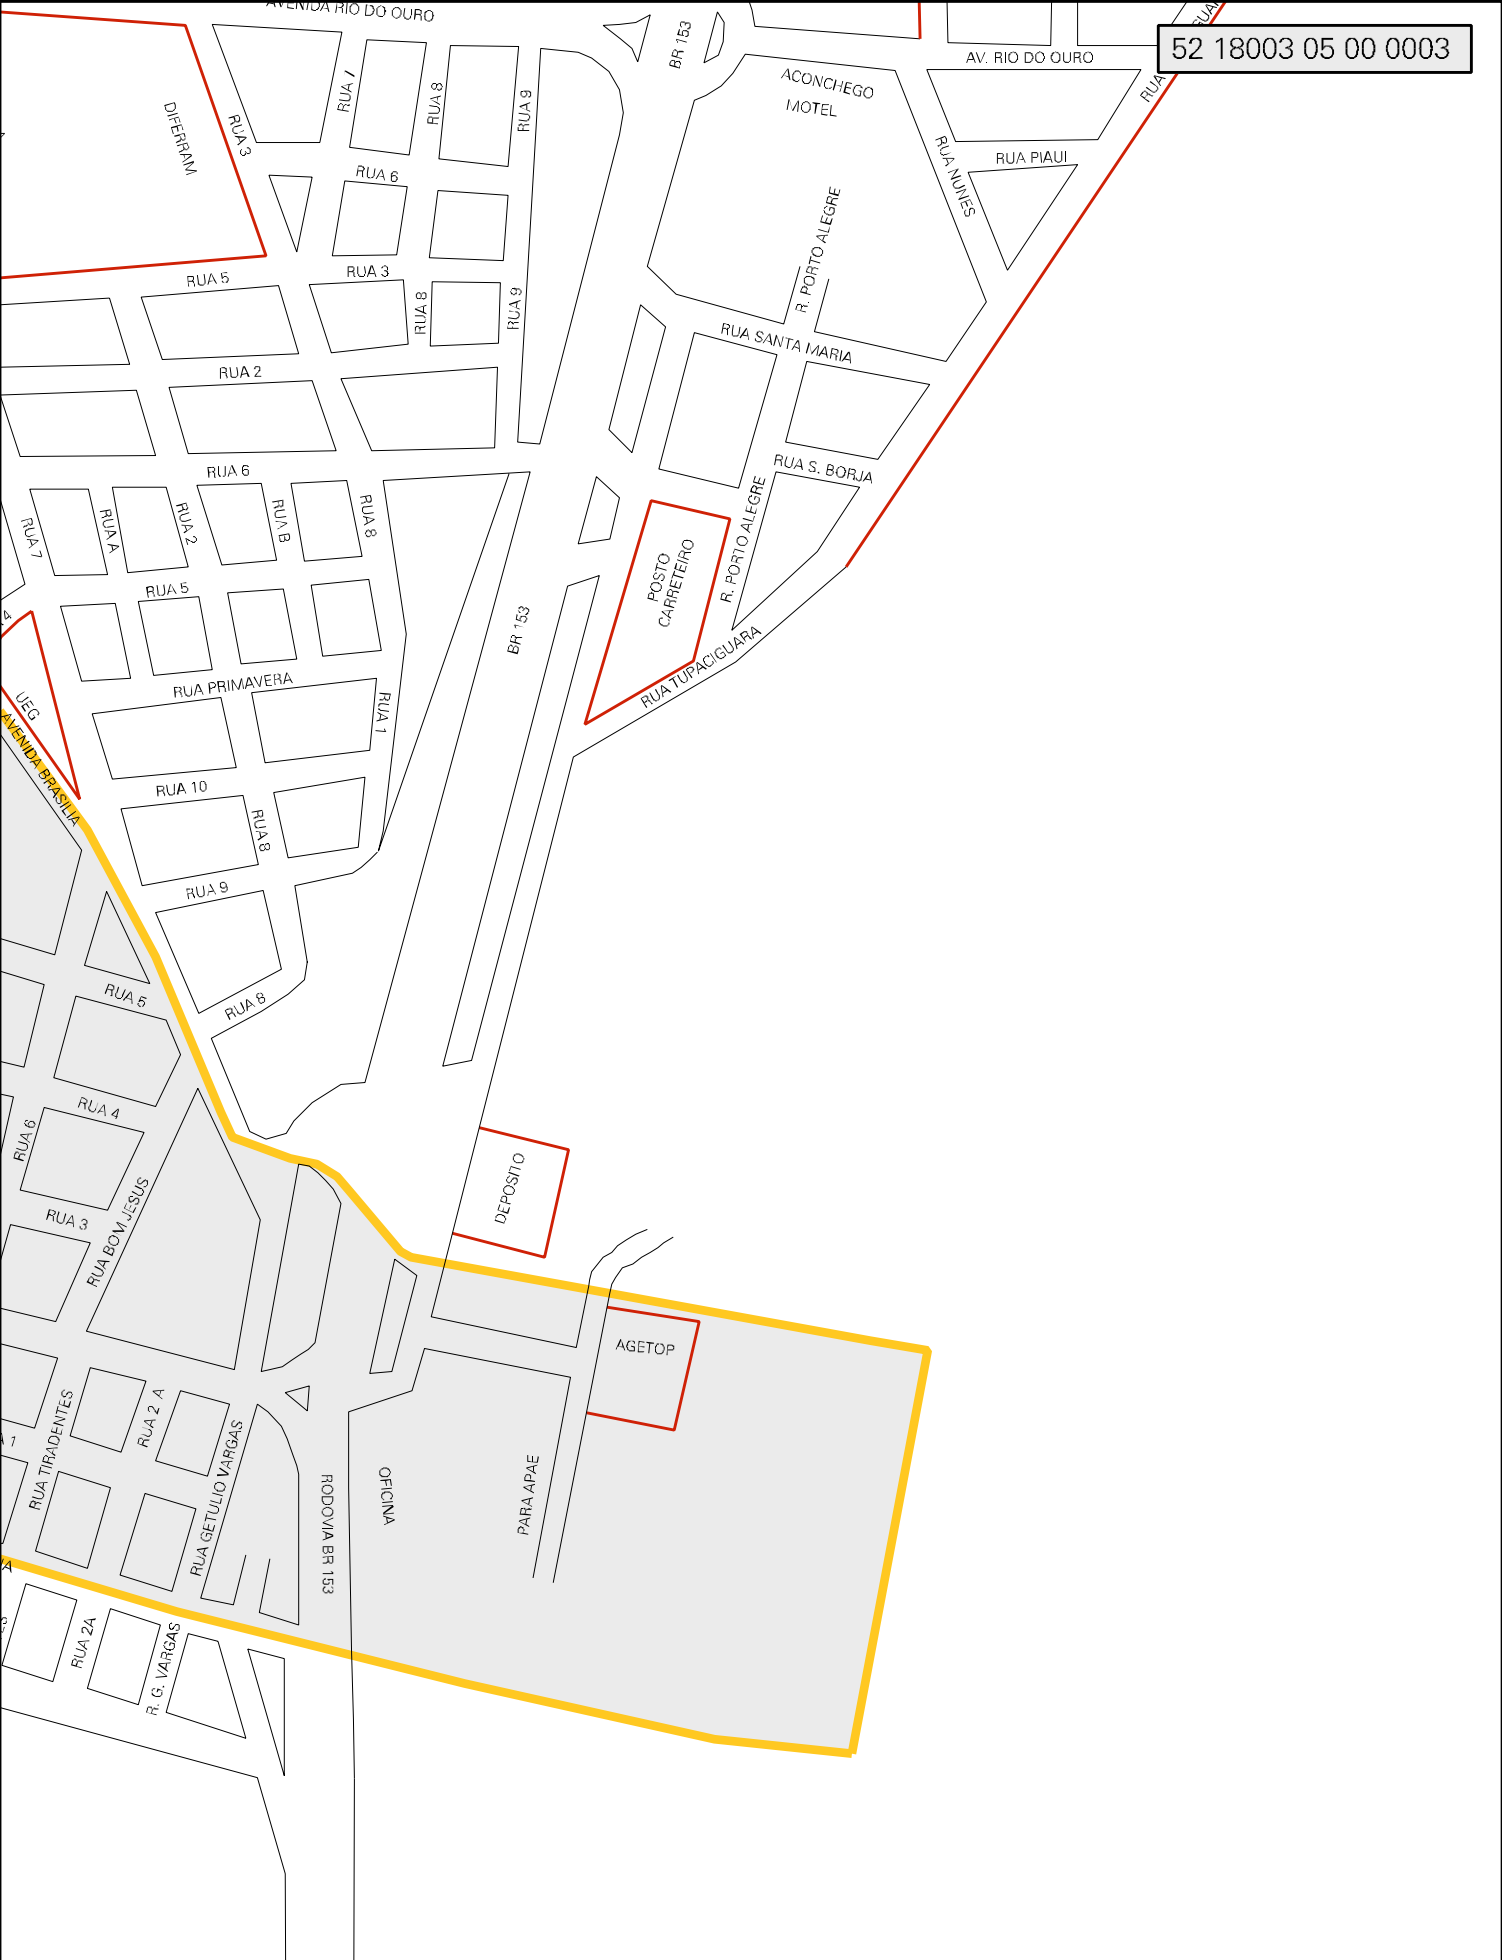 AVENIDA RIO DO OURO
BR 153
52 18003 05 00 0003
AV. RIO DO OURO
RUA
ACONCHEGO
MOTEL
DIFERRAM
RUA 3
RUA 8
RUA 9
RUA NUNES
RUA PIAUI
RUA 6
R. PORTO ALEGRE
RUA 5
RUA 3
RUA 8
RUA 9
RUA SANTA MARIA
RUA 2
RUA 6
RUA S. BORJA
RUA 7
RUA A
RUA 2
RUA B
RUA 8
R. PORTO ALEGRE
POSTO
CARRETEIRO
RUA 5
BR 153
RUA TUPACIGUARA
RUA PRIMAVERA
UEG
RUA 1
AVENIDA BRASILIA
RUA 10
RUA 8
RUA 9
RUA 5
RUA 8
RUA 4
RUA 6
DEPOSITO
RUA 3
RUA BOM JESUS
AGETOP
RUA TIRADENTES
RUA 2 A
RUA GETULIO VARGAS
RODOVIA BR 153
OFICINA
PARA APAE
RUA 2A
R. G. VARGAS